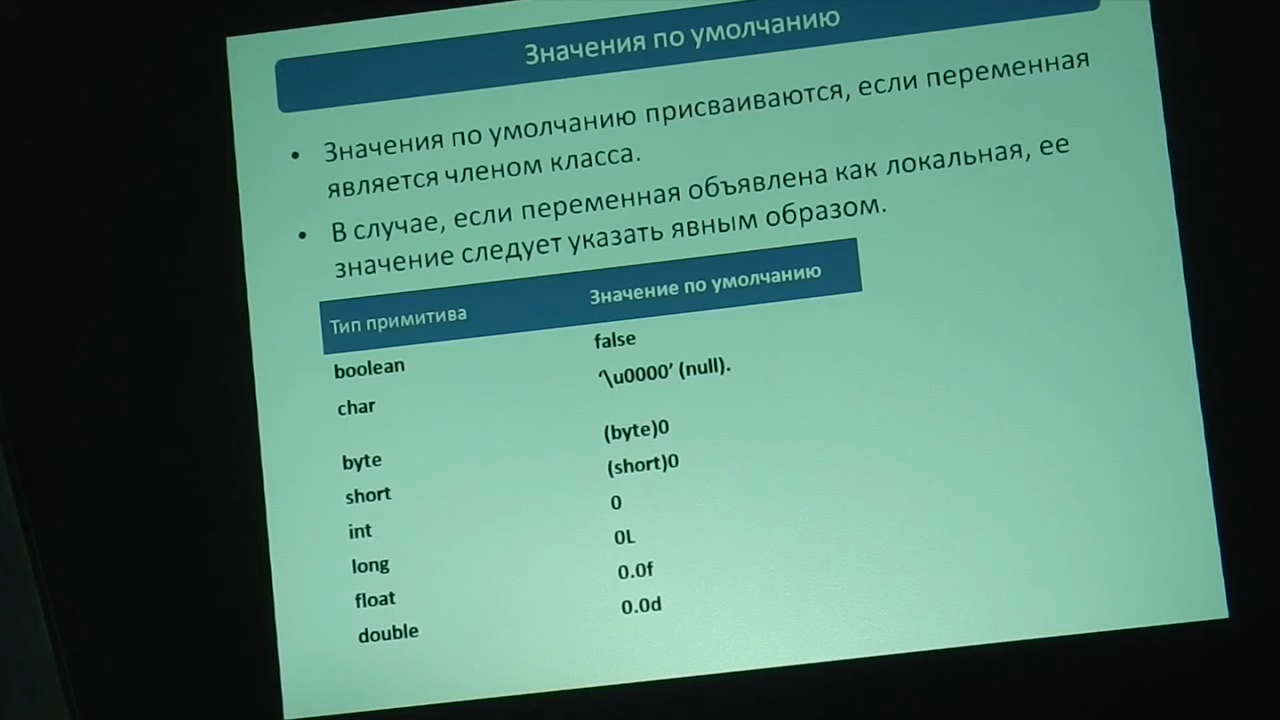 Значения по умолчанию
• Значения по умолчанию присваиваются, если переменная
является членом класса.
• В случае, если переменная объявлена как локальная, ее
значение следует указать явным образом.
Тип примитива Значение по умолчанию
boolean false
char ‘\u0000’ (null).
byte (byte)0
short (short)0
int 0
long 0L
float 0.0f
double 0.0d